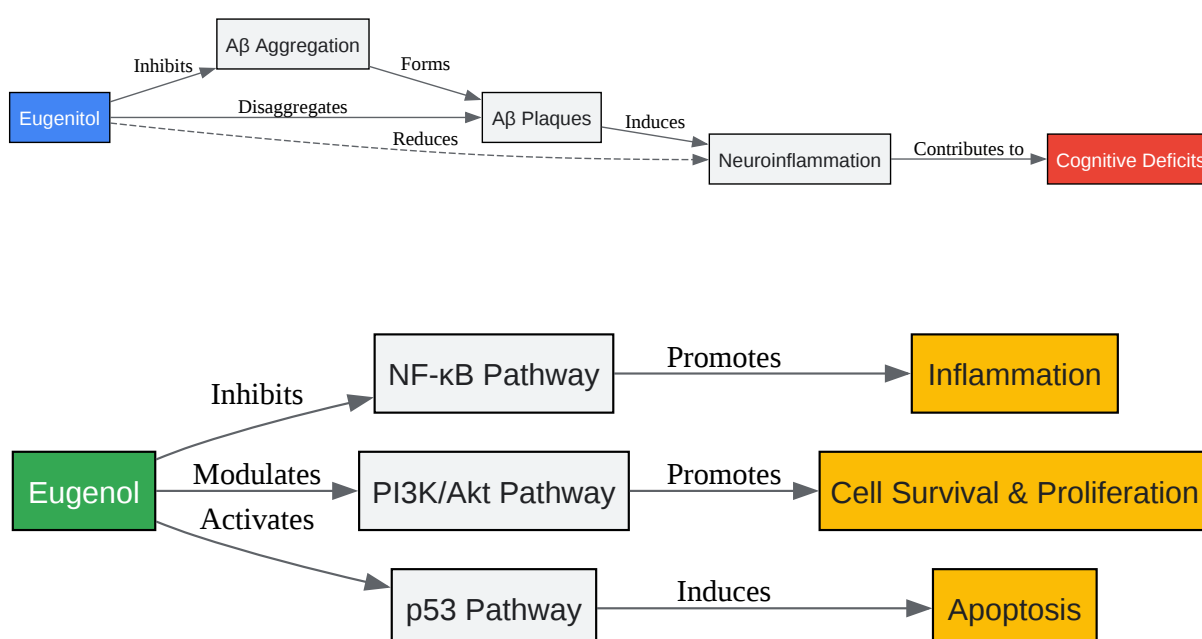 Aβ Aggregation
Inhibits
Forms
Eugenitol
Disaggregates
Aβ Plaques
Induces
Reduces
Neuroinflammation
Contributes to
Cognitive Deficits
NF-κB Pathway
Promotes
Inflammation
Inhibits
Eugenol
Modulates
PI3K/Akt Pathway
Promotes
Cell Survival & Proliferation
Activates
p53 Pathway
Induces
Apoptosis